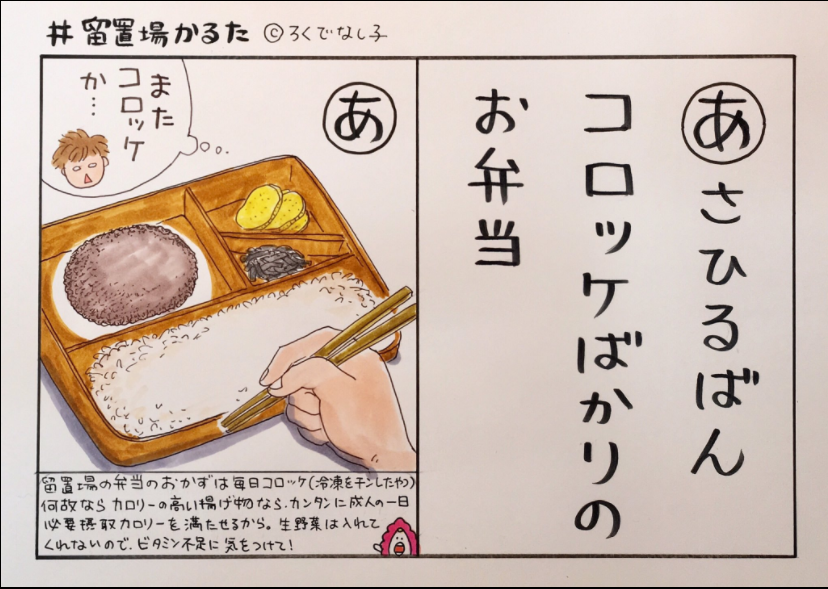 #留置場かるた ©ろくでなし子
あさひるばん
コロッケばかりの
お弁当
あ
また
コロッケ
か…
留置場の弁当のおかずは毎日コロッケ(冷凍をチンしたやつ)
何故ならカロリーの高い揚げ物なら、カンタンに成人の一日
必要摂取カロリーを満たせるから。生野菜は入れて
くれないので、ビタミン不足に気をつけて!